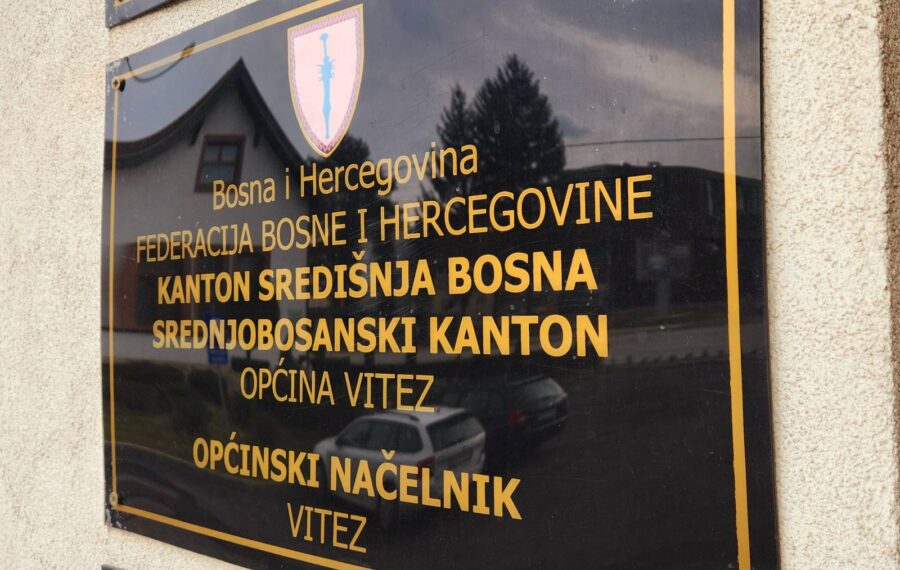 Bosna i Hercegovina
FEDERACIJA BOSNE I HERCEGOVINE
KANTON SREDIŠNJA BOSNA
SREDNJOBOSANSKI KANTON
OPĆINA VITEZ
OPĆINSKI NAČELNIK
VITEZ